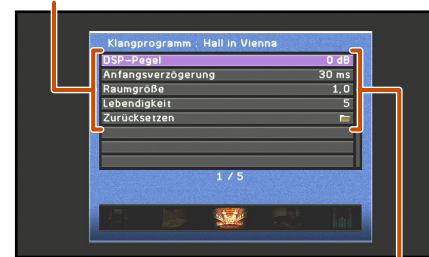 Klangprogramm : Hall in Vienna
DSP-Pegel 0 dB
Anfangsverzögerung 30 ms
Raumgröße 1,0
Lebendigkeit 5
Zurücksetzen
1 / 5